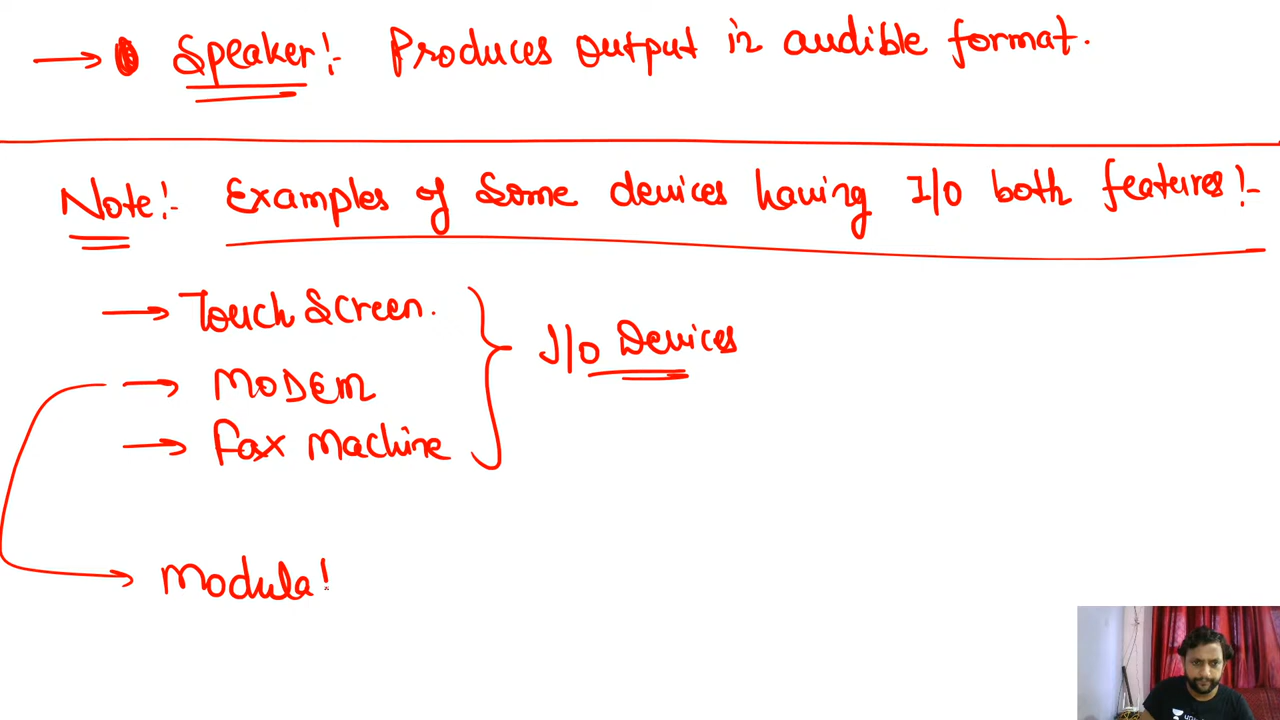 → • Speaker:- Produces output in audible format.
Note:- Examples of some devices having I/O both features:-
→ Touch Screen.
I/O Devices
→ MODEM
→ Fax Machine
→ Modula